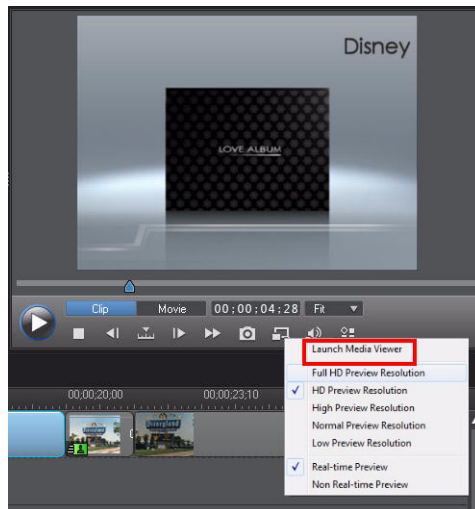 Disney
LOVE ALBUM
Clip Movie 00;00;04;28 Fit
Launch Media Viewer
Full HD Preview Resolution
HD Preview Resolution
High Preview Resolution
Normal Preview Resolution
Low Preview Resolution
Real-time Preview
Non Real-time Preview
00;00;20;00 00;00;23;10
Disneyland